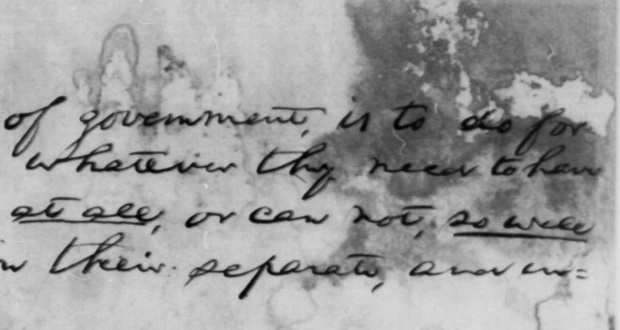 of government, is to do for
whatever they need to have
at all, or can not, so well
n their separate, and in=